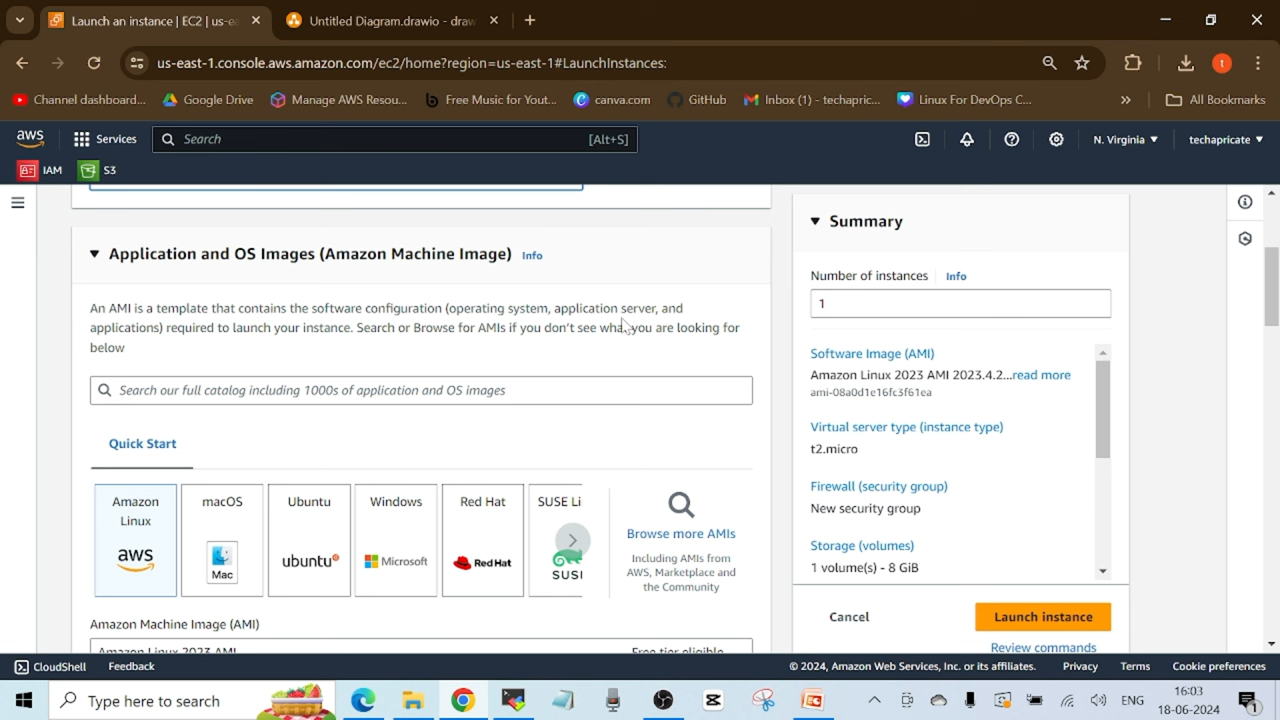 Launch an instance | EC2 | us-ea
Untitled Diagram.drawio - draw
us-east-1.console.aws.amazon.com/ec2/home?region=us-east-1#LaunchInstances:
t
Channel dashboard...
Google Drive
Manage AWS Resou...
Free Music for Yout...
canva.com
GitHub
Inbox (1) - techapric...
Linux For DevOps C...
All Bookmarks
aws
Services
Search
[Alt+S]
N. Virginia
techapricate
IAM
S3
Application and OS Images (Amazon Machine Image)
Info
An AMI is a template that contains the software configuration (operating system, application server, and
applications) required to launch your instance. Search or Browse for AMIs if you don't see what you are looking for
below
Search our full catalog including 1000s of application and OS images
Quick Start
Amazon
Linux
aws
macOS
Mac
Ubuntu
ubuntu
Windows
Microsoft
Red Hat
Red Hat
SUSE Li
SUSI
Browse more AMIs
Including AMIs from
AWS, Marketplace and
the Community
Amazon Machine Image (AMI)
Amazon Linux 2023 AMI
Free tier eligible
Summary
Number of instances
Info
1
Software Image (AMI)
Amazon Linux 2023 AMI 2023.4.2...read more
ami-08a0d1e16fc3f61ea
Virtual server type (instance type)
t2.micro
Firewall (security group)
New security group
Storage (volumes)
1 volume(s) - 8 GiB
Cancel
Launch instance
Review commands
CloudShell
Feedback
© 2024, Amazon Web Services, Inc. or its affiliates.
Privacy
Terms
Cookie preferences
Type here to search
ENG
16:03
18-06-2024
1